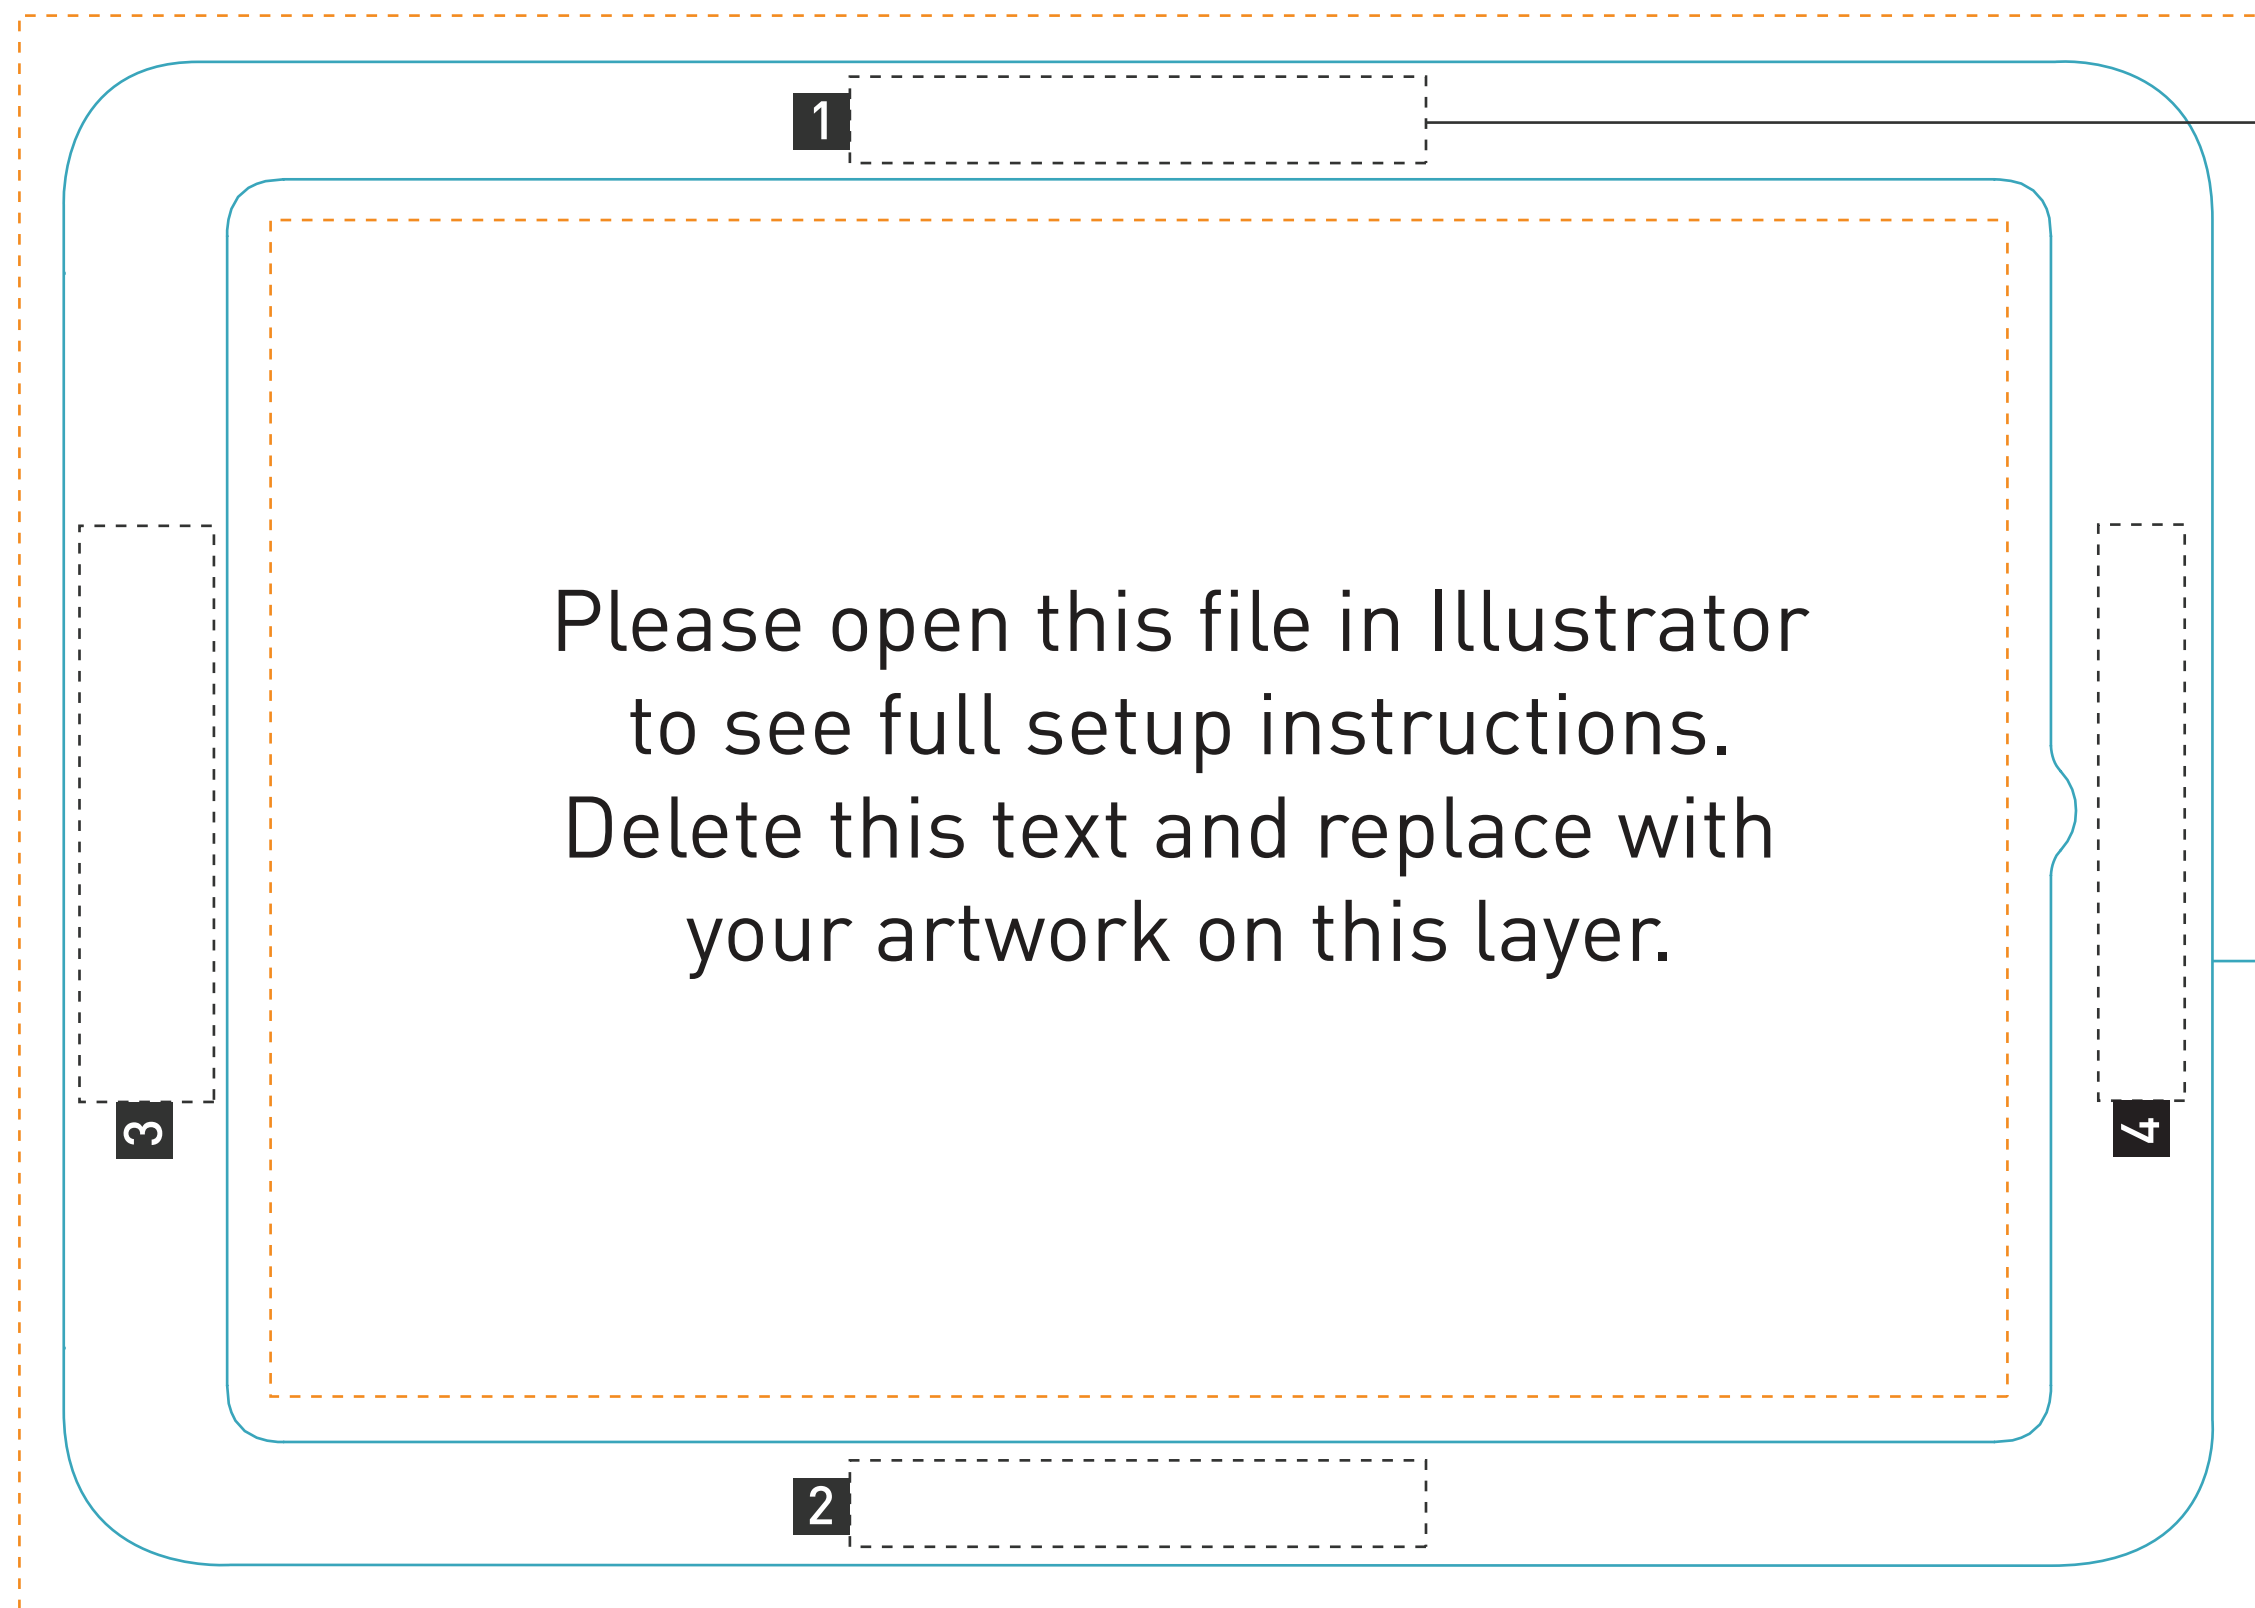 1
Please open this file in Illustrator
to see full setup instructions.
Delete this text and replace with
your artwork on this layer.
3
4
2